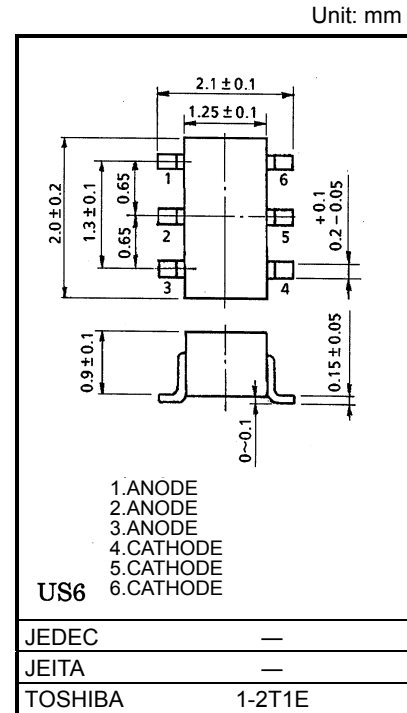 Unit: mm
2.1±0.1
1.25±0.1
1
6
2.0±0.2
1.3±0.1
0.65
0.65
2
5
+0.1
0.2-0.05
3
4
0.9±0.1
0.15±0.05
0~0.1
1.ANODE
2.ANODE
3.ANODE
4.CATHODE
5.CATHODE
US6 6.CATHODE
JEDEC —
JEITA —
TOSHIBA 1-2T1E